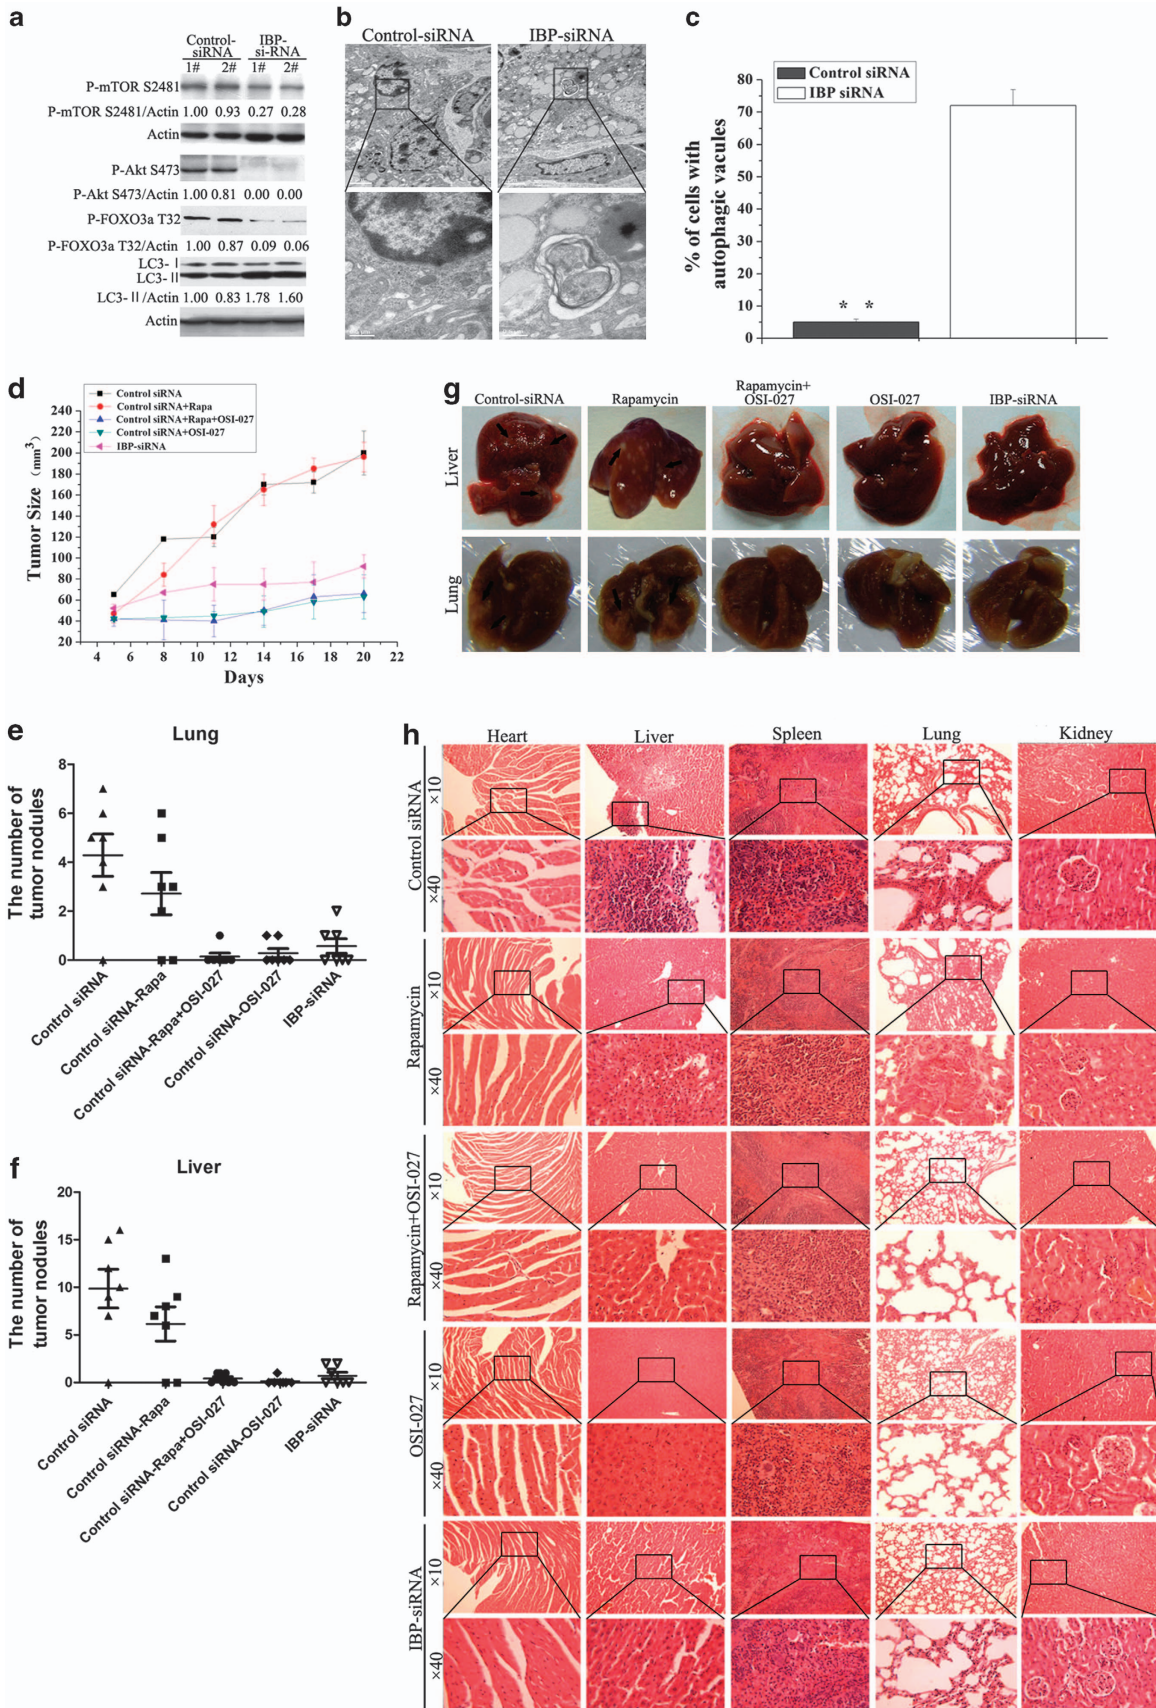 a
Control-
siRNA
IBP-
si-RNA
1# 2# 1# 2#
P-mTOR S2481
P-mTOR S2481/Actin 1.00 0.93 0.27 0.28
Actin
P-Akt S473
P-Akt S473/Actin 1.00 0.81 0.00 0.00
P-FOXO3a T32
P-FOXO3a T32/Actin 1.00 0.87 0.09 0.06
LC3- I
LC3- II
LC3- II/Actin 1.00 0.83 1.78 1.60
Actin
b
Control-siRNA IBP-siRNA
c
Control siRNA
IBP siRNA
% of cells with
autophagic vacules
80
70
60
50
40
30
20
10
0
* *
d
Control siRNA
Control siRNA+Rapa
Control siRNA+Rapa+OSI-027
Control siRNA+OSI-027
IBP-siRNA
Tumor Size (mm³)
240
220
200
180
160
140
120
100
80
60
40
20
4 6 8 10 12 14 16 18 20 22
Days
g
Control-siRNA
Rapamycin
Rapamycin+
OSI-027
OSI-027
IBP-siRNA
Liver
Lung
e
Lung
The number of
tumor nodules
8
6
4
2
0
Control siRNA
Control siRNA-Rapa
Control siRNA-Rapa+OSI-027
Control siRNA-OSI-027
IBP-siRNA
f
Liver
The number of
tumor nodules
20
15
10
5
0
Control siRNA
Control siRNA-Rapa
Control siRNA-Rapa+OSI-027
Control siRNA-OSI-027
IBP-siRNA
h
Heart Liver Spleen Lung Kidney
Control siRNA
×10
×40
Rapamycin
×10
×40
Rapamycin+OSI-027
×10
×40
OSI-027
×10
×40
IBP-siRNA
×10
×40